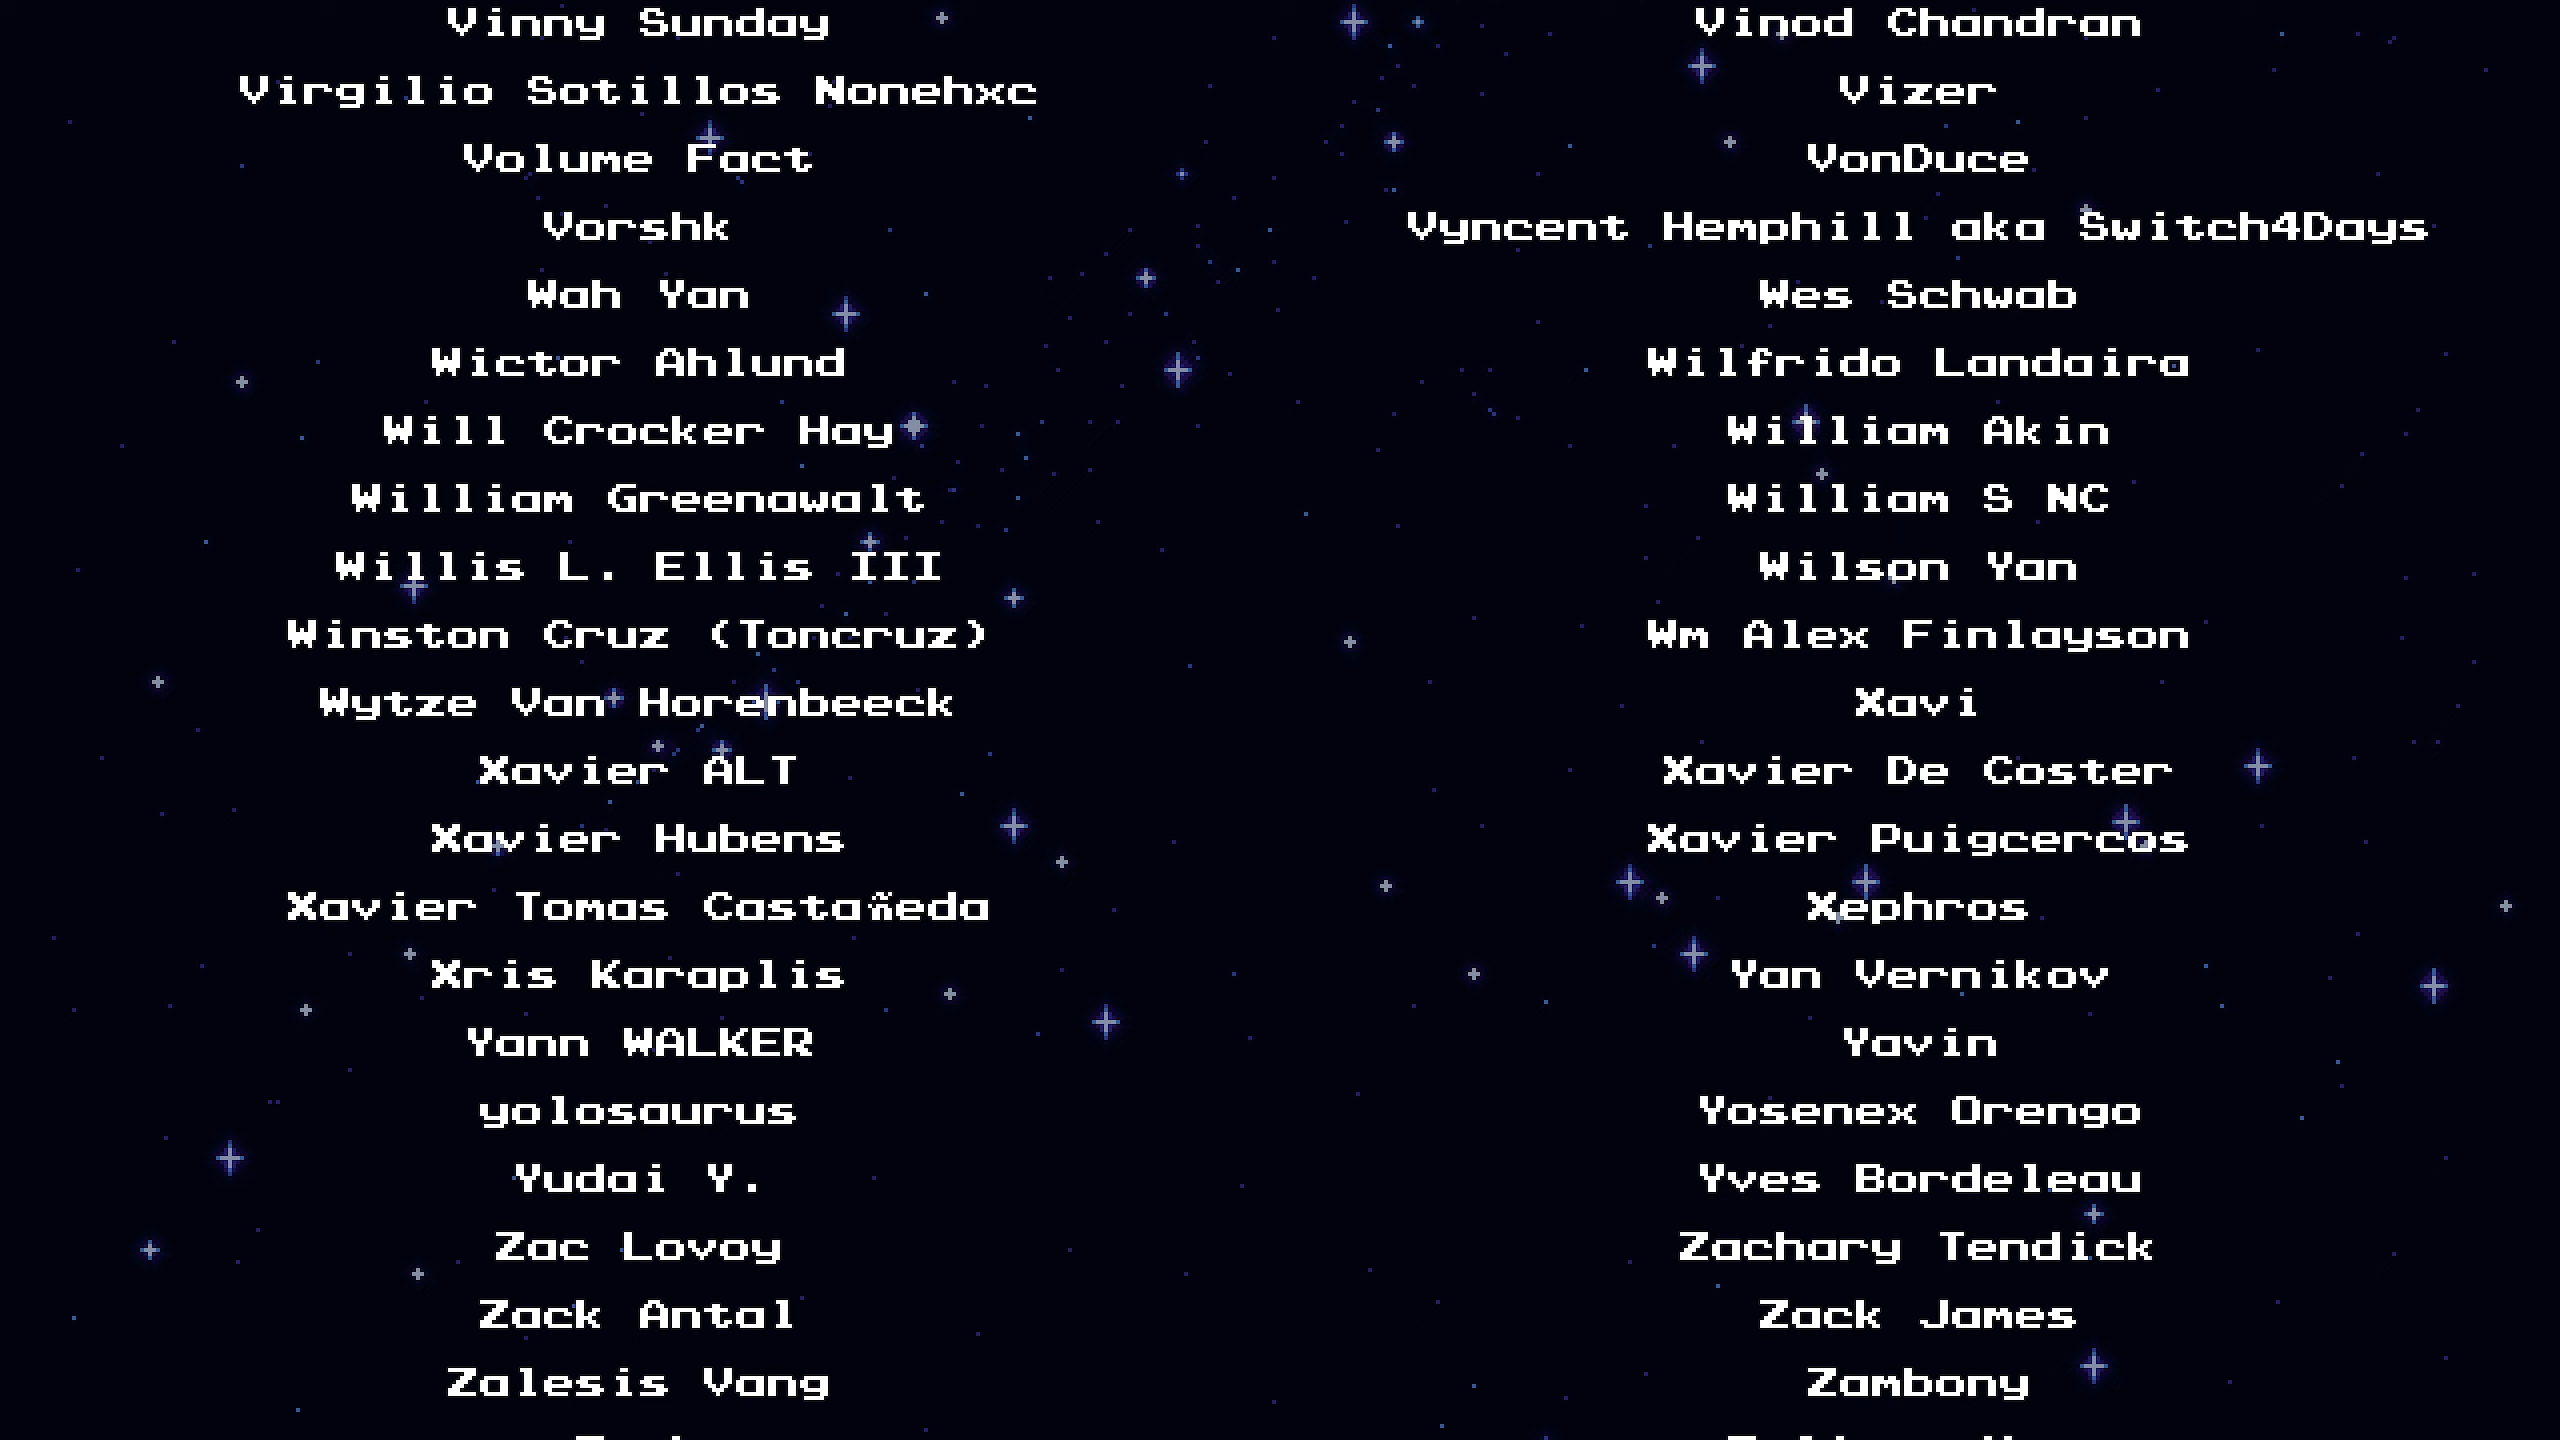 Vinny Sunday
Vinod Chandran
Virgilio Sotillos Nonehxc
Vizer
Volume Fact
VonDuce
Vorshk
Vyncent Hemphill aka Switch4Days
Wah Yan
Wes Schwab
Wictor Ahlund
Wilfrido Landaira
Will Crocker Hay
William Akin
William Greenawalt
William S NC
Willis L. Ellis III
Wilson Yan
Winston Cruz (Toncruz)
Wm Alex Finlayson
Wytze Van Horenbeeck
Xavi
Xavier ALT
Xavier De Coster
Xavier Hubens
Xavier Puigcercos
Xavier Tomas Castañeda
Xephros
Xris Karaplis
Yan Vernikov
Yann WALKER
Yavin
yolosaurus
Yosenex Orengo
Yudai Y.
Yves Bordeleau
Zac Lovoy
Zachary Tendick
Zack Antal
Zack James
Zalesis Vang
Zambony